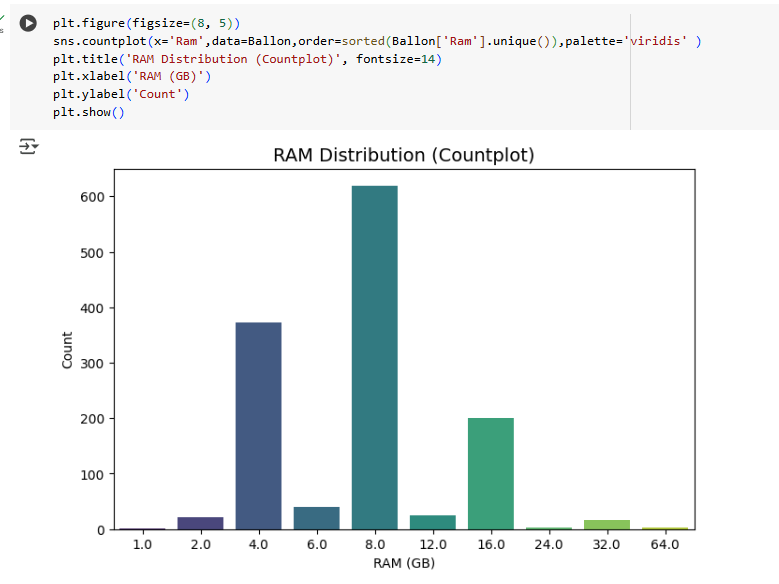 plt.figure(figsize=(8, 5))
sns.countplot(x='Ram',data=Ballon,order=sorted(Ballon['Ram'].unique()),palette='viridis' )
plt.title('RAM Distribution (Countplot)', fontsize=14)
plt.xlabel('RAM (GB)')
plt.ylabel('Count')
plt.show()
RAM Distribution (Countplot)
600
500
400
300
200
100
0
Count
1.0 2.0 4.0 6.0 8.0 12.0 16.0 24.0 32.0 64.0
RAM (GB)